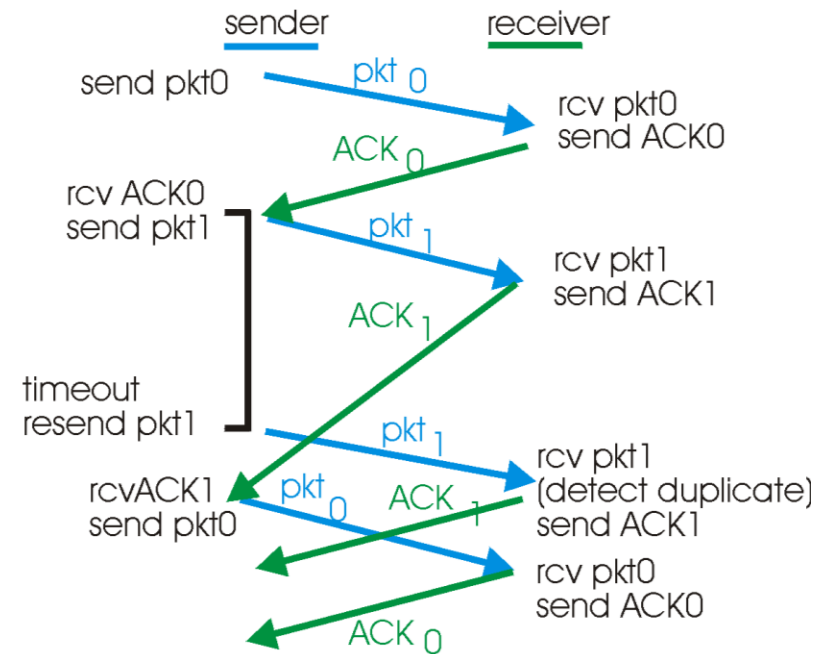 sender
receiver
send pkt0
pkt 0
rcv pkt0
send ACK0
ACK 0
rcv ACK0
send pkt1
pkt 1
rcv pkt1
send ACK1
ACK 1
timeout
resend pkt1
pkt 1
rcv pkt1
(detect duplicate)
send ACK1
rcvACK1
send pkt0
pkt 0
ACK 1
rcv pkt0
send ACK0
ACK 0